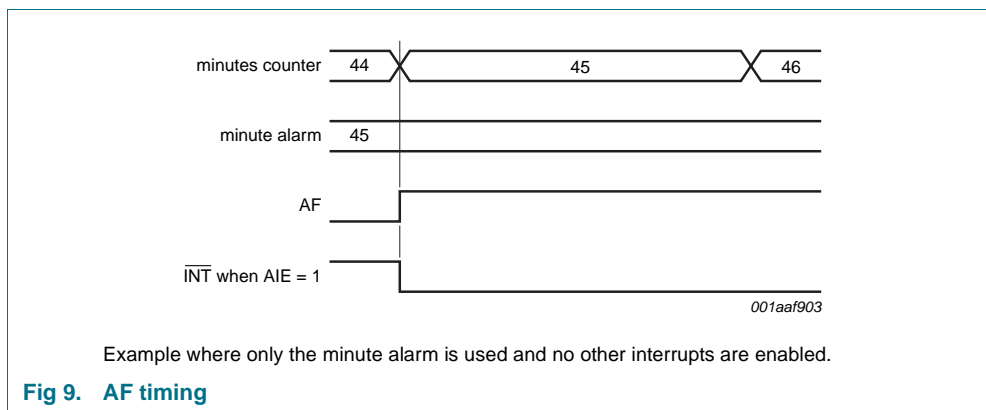 minutes counter 44 45 46
minute alarm 45
AF
INT when AIE = 1
001aaf903
Example where only the minute alarm is used and no other interrupts are enabled.
Fig 9. AF timing